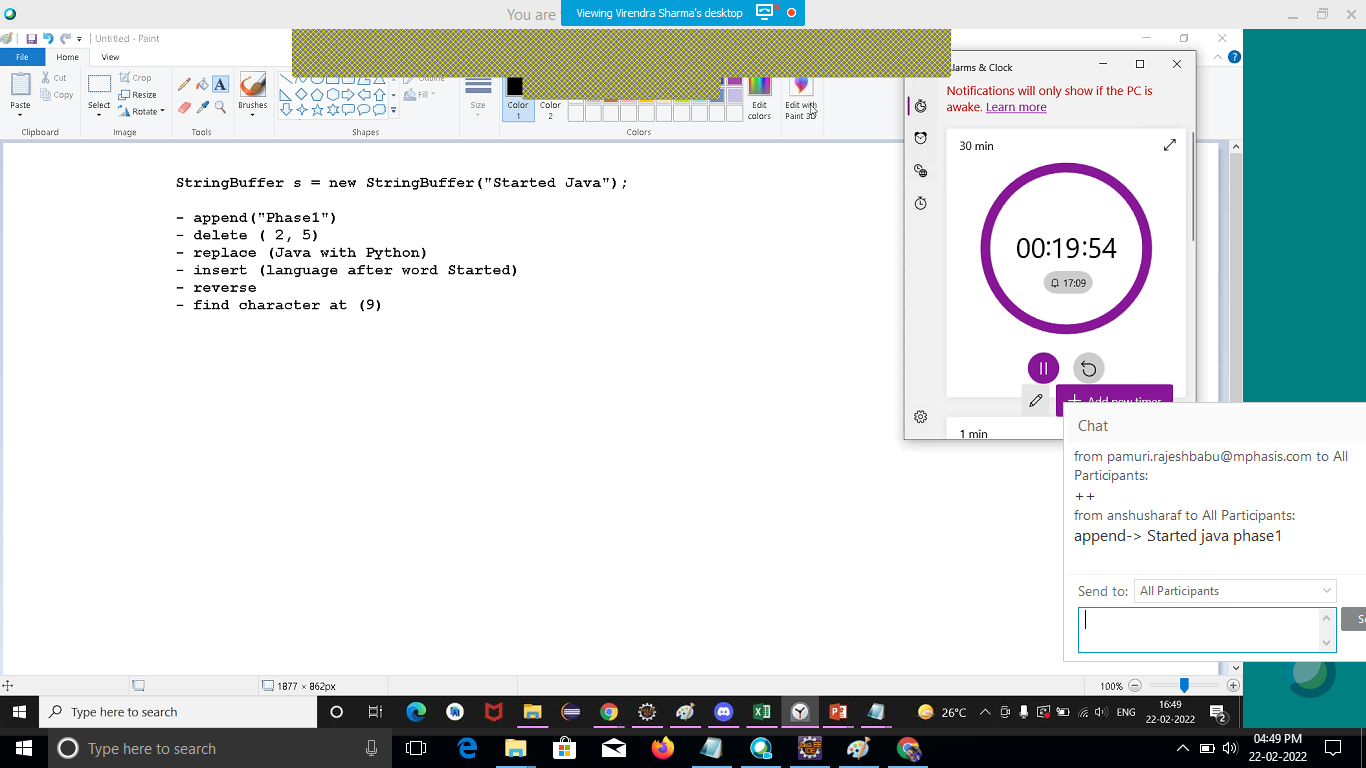 You are
Viewing Virendra Sharma's desktop
Untitled - Paint
File
Home
View
Paste
Cut
Copy
Clipboard
Select
Crop
Resize
Rotate
Image
Tools
Brushes
Shapes
Outline
Fill
Size
Color 1
Color 2
Edit colors
Edit with Paint 3D
Colors
StringBuffer s = new StringBuffer("Started Java");
- append("Phase1")
- delete ( 2, 5)
- replace (Java with Python)
- insert (language after word Started)
- reverse
- find character at (9)
Alarms & Clock
Notifications will only show if the PC is
awake. Learn more
30 min
00:19:54
17:09
Add new timer
1 min
Chat
from pamuri.rajeshbabu@mphasis.com to All
Participants:
++
from anshusharaf to All Participants:
append-> Started java phase1
Send to:
All Participants
1877 × 862px
100%
Type here to search
26°C
ENG
16:49
22-02-2022
2
Type here to search
04:49 PM
22-02-2022